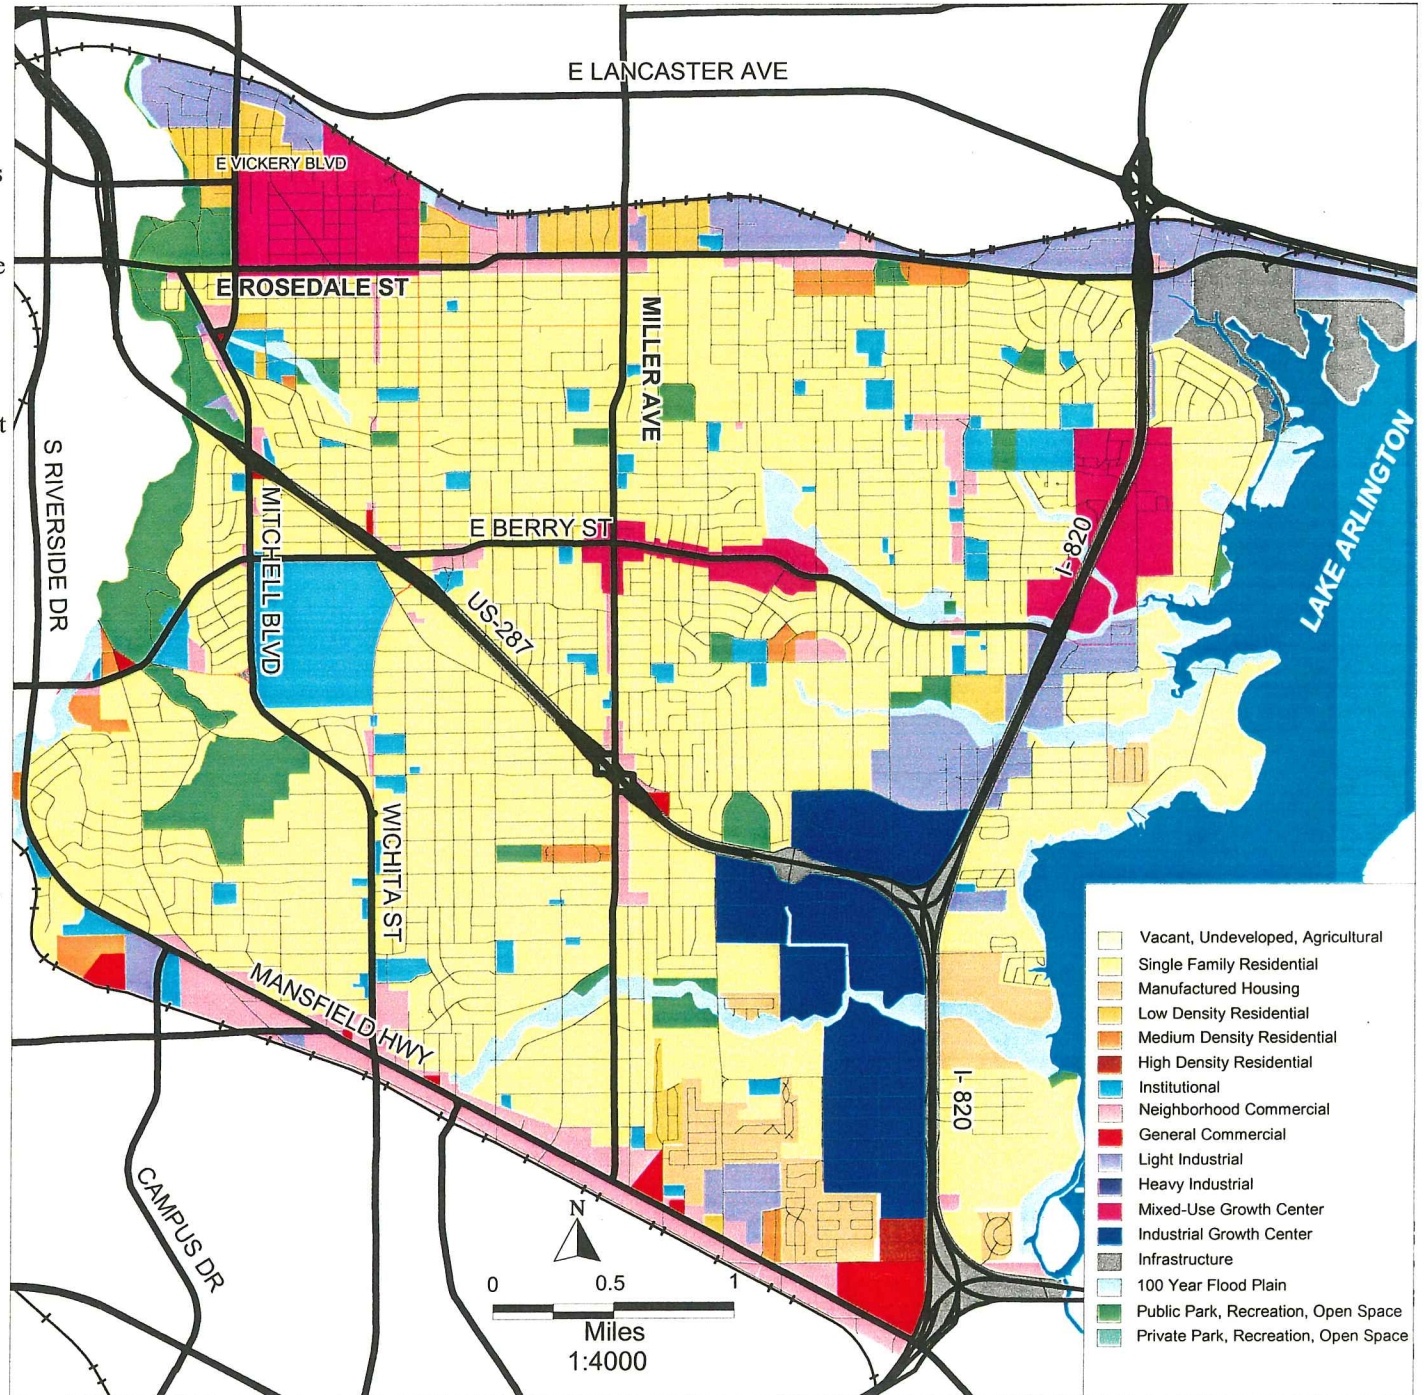 E LANCASTER AVE
E VICKERY BLVD
s
e
E ROSEDALE ST
MILLER AVE
t
S RIVERSIDE DR
MITCHELL BLVD
E BERRY ST
I-820
LAKE ARLINGTON
US-287
WICHITA ST
MANSFIELD HWY
I- 820
CAMPUS DR
N
0 0.5 1
Miles
1:4000
Vacant, Undeveloped, Agricultural
Single Family Residential
Manufactured Housing
Low Density Residential
Medium Density Residential
High Density Residential
Institutional
Neighborhood Commercial
General Commercial
Light Industrial
Heavy Industrial
Mixed-Use Growth Center
Industrial Growth Center
Infrastructure
100 Year Flood Plain
Public Park, Recreation, Open Space
Private Park, Recreation, Open Space